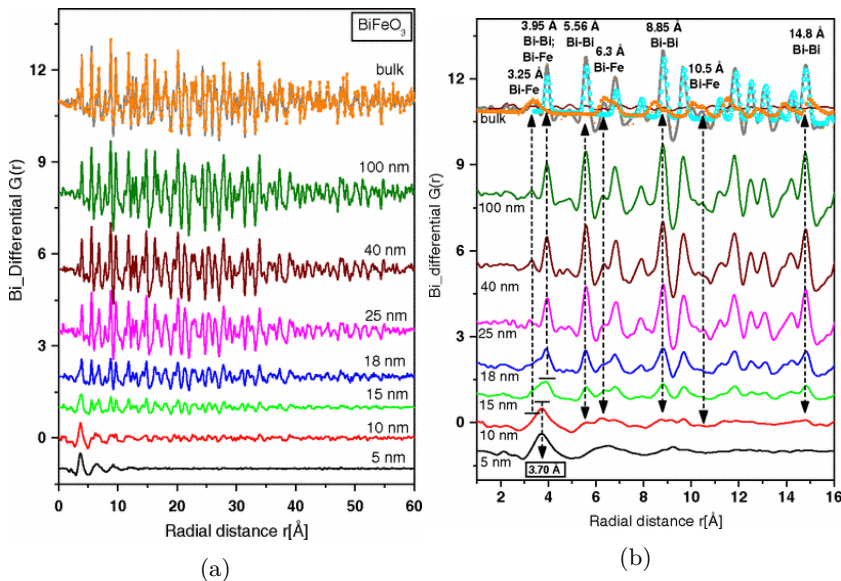 BiFeO3
bulk
100 nm
40 nm
25 nm
18 nm
15 nm
10 nm
5 nm
12
9
6
3
0
Bi_Differential G(r)
0 10 20 30 40 50 60
Radial distance r[Å]
(a)
3.95 Å
Bi-Bi;
Bi-Fe
3.25 Å
Bi-Fe
5.56 Å
Bi-Bi
6.3 Å
Bi-Fe
8.85 Å
Bi-Bi
10.5 Å
Bi-Fe
14.8 Å
Bi-Bi
bulk
100 nm
40 nm
25 nm
18 nm
15 nm
10 nm
5 nm
3.70 Å
12
9
6
3
0
Bi_differential G(r)
2 4 6 8 10 12 14 16
Radial distance r[Å]
(b)